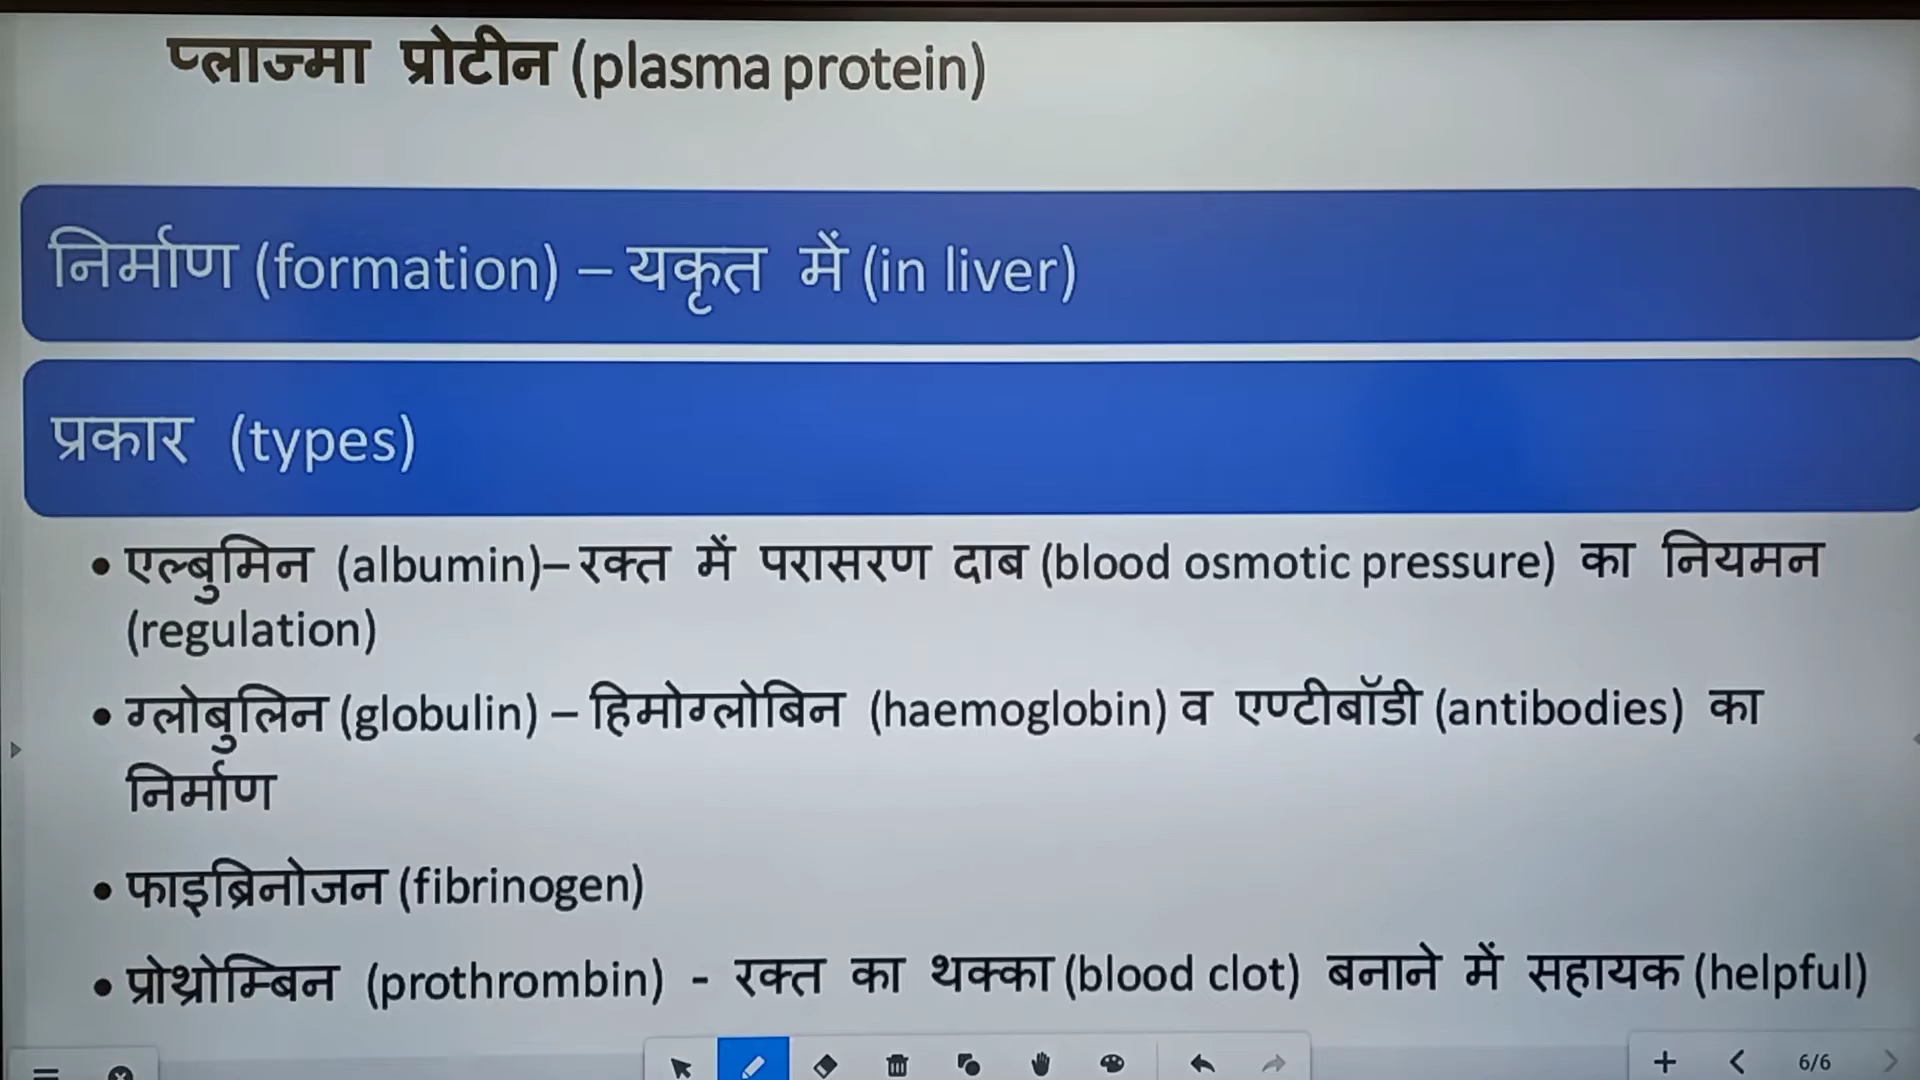 प्लाज्मा प्रोटीन (plasma protein)
निर्माण (formation) – यकृत में (in liver)
प्रकार (types)
• एल्बुमिन (albumin)– रक्त में परासरण दाब (blood osmotic pressure) का नियमन
(regulation)
• ग्लोबुलिन (globulin) – हिमोग्लोबिन (haemoglobin) व एण्टीबॉडी (antibodies) का
निर्माण
• फाइब्रिनोजन (fibrinogen)
• प्रोथ्रोम्बिन (prothrombin) - रक्त का थक्का (blood clot) बनाने में सहायक (helpful)
6/6